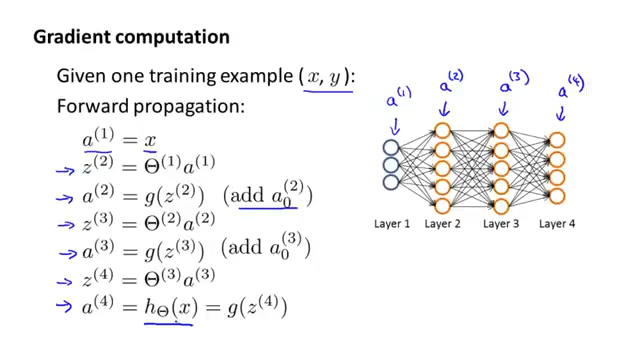 Gradient computation
Given one training example (x, y):
Forward propagation:
a⁽¹⁾ = x
→ z⁽²⁾ = Θ⁽¹⁾a⁽¹⁾
→ a⁽²⁾ = g(z⁽²⁾) (add a₀⁽²⁾)
→ z⁽³⁾ = Θ⁽²⁾a⁽²⁾
→ a⁽³⁾ = g(z⁽³⁾) (add a₀⁽³⁾)
→ z⁽⁴⁾ = Θ⁽³⁾a⁽³⁾
→ a⁽⁴⁾ = h_Θ(x) = g(z⁽⁴⁾)
a⁽¹⁾ a⁽²⁾ a⁽³⁾ a⁽⁴⁾
Layer 1 Layer 2 Layer 3 Layer 4